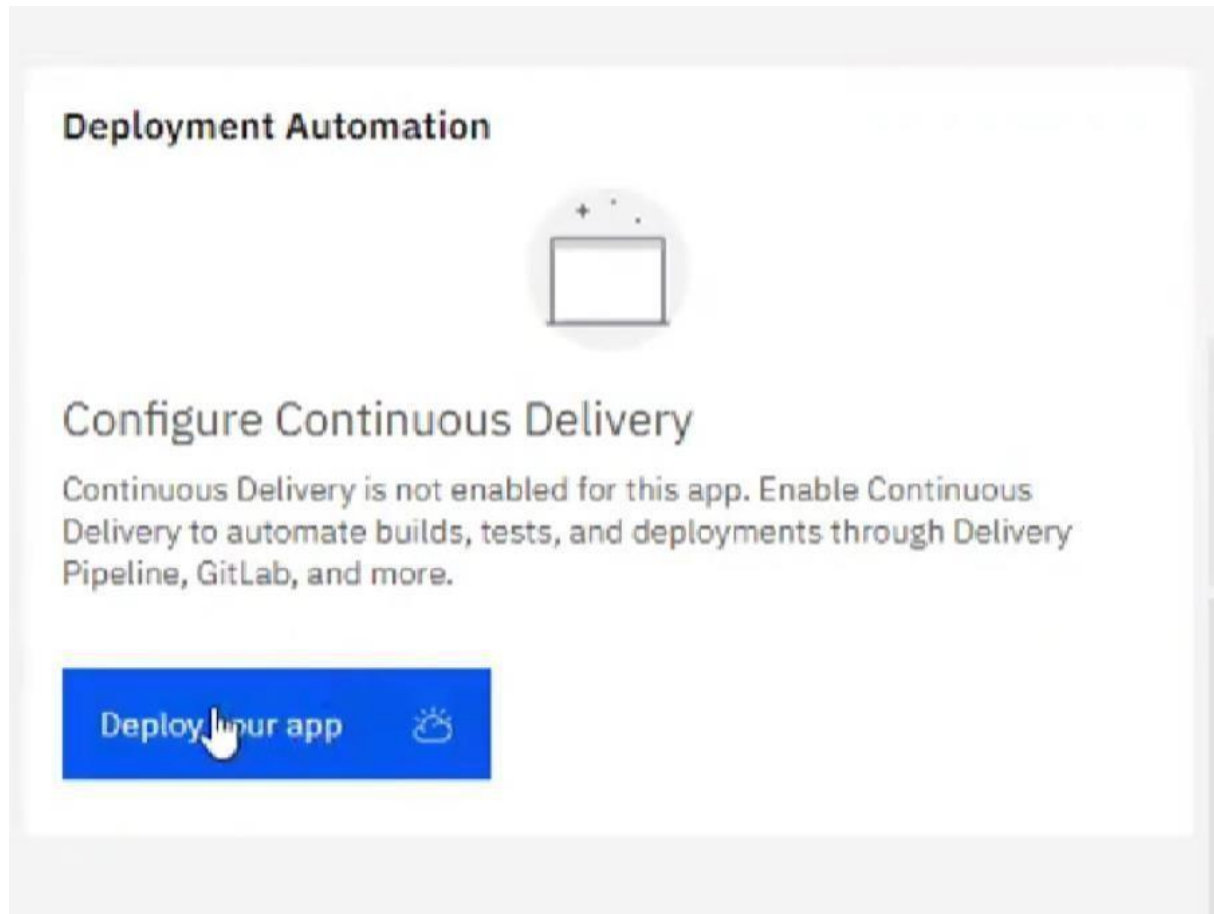 Deployment Automation
Configure Continuous Delivery
Continuous Delivery is not enabled for this app. Enable Continuous
Delivery to automate builds, tests, and deployments through Delivery
Pipeline, GitLab, and more.
Deploy your app